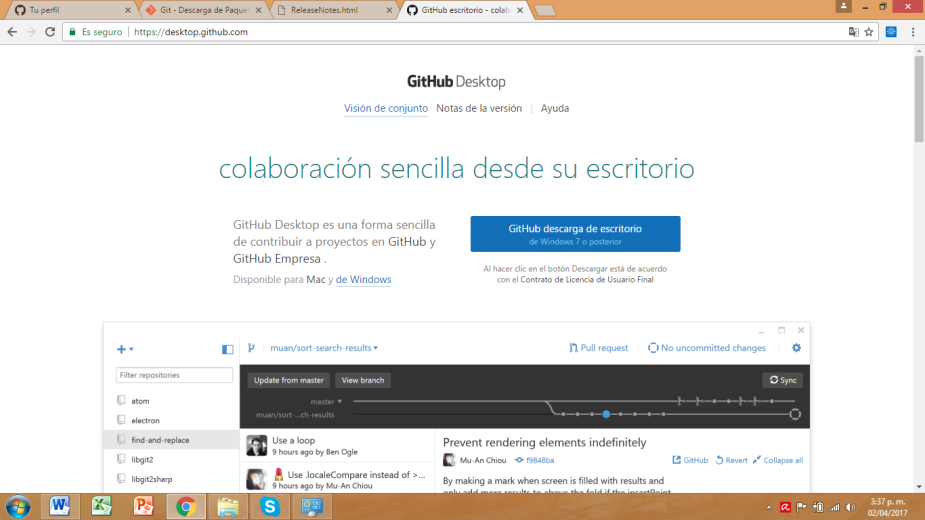 Tu perfil
Git - Descarga de Paque
ReleaseNotes.html
GitHub escritorio - colab
Es seguro | https://desktop.github.com
GitHub Desktop
Visión de conjunto Notas de la versión | Ayuda
colaboración sencilla desde su escritorio
GitHub Desktop es una forma sencilla
de contribuir a proyectos en GitHub y
GitHub Empresa .
Disponible para Mac y de Windows
GitHub descarga de escritorio
de Windows 7 o posterior
Al hacer clic en el botón Descargar está de acuerdo
con el Contrato de Licencia de Usuario Final
muan/sort-search-results
Pull request
No uncommitted changes
Filter repositories
atom
electron
find-and-replace
libgit2
libgit2sharp
Update from master
View branch
Sync
master
muan/sort-...ch-results
Use a loop
9 hours ago by Ben Ogle
Use .localeCompare instead of >...
9 hours ago by Mu-An Chiou
Prevent rendering elements indefinitely
Mu-An Chiou f9848ba
GitHub Revert Collapse all
By making a mark when screen is filled with results and
only add more results to above the fold if the insertPoint
3:37 p. m.
02/04/2017